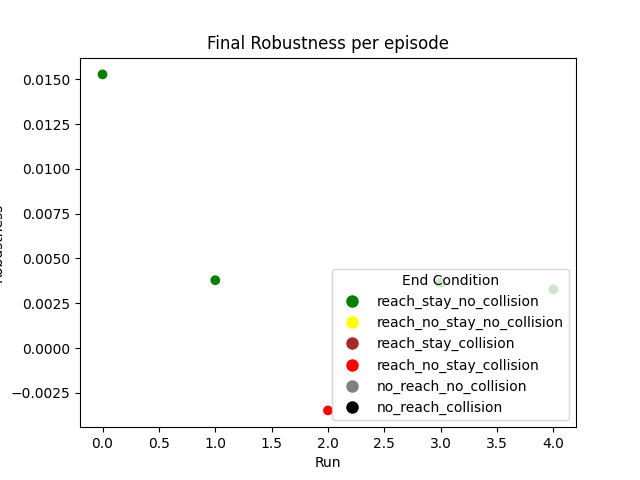 Final Robustness per episode
0.0150
0.0125
0.0100
0.0075
0.0050
0.0025
0.0000
−0.0025
End Condition
reach_stay_no_collision
reach_no_stay_no_collision
reach_stay_collision
reach_no_stay_collision
no_reach_no_collision
no_reach_collision
0.0 0.5 1.0 1.5 2.0 2.5 3.0 3.5 4.0
Run